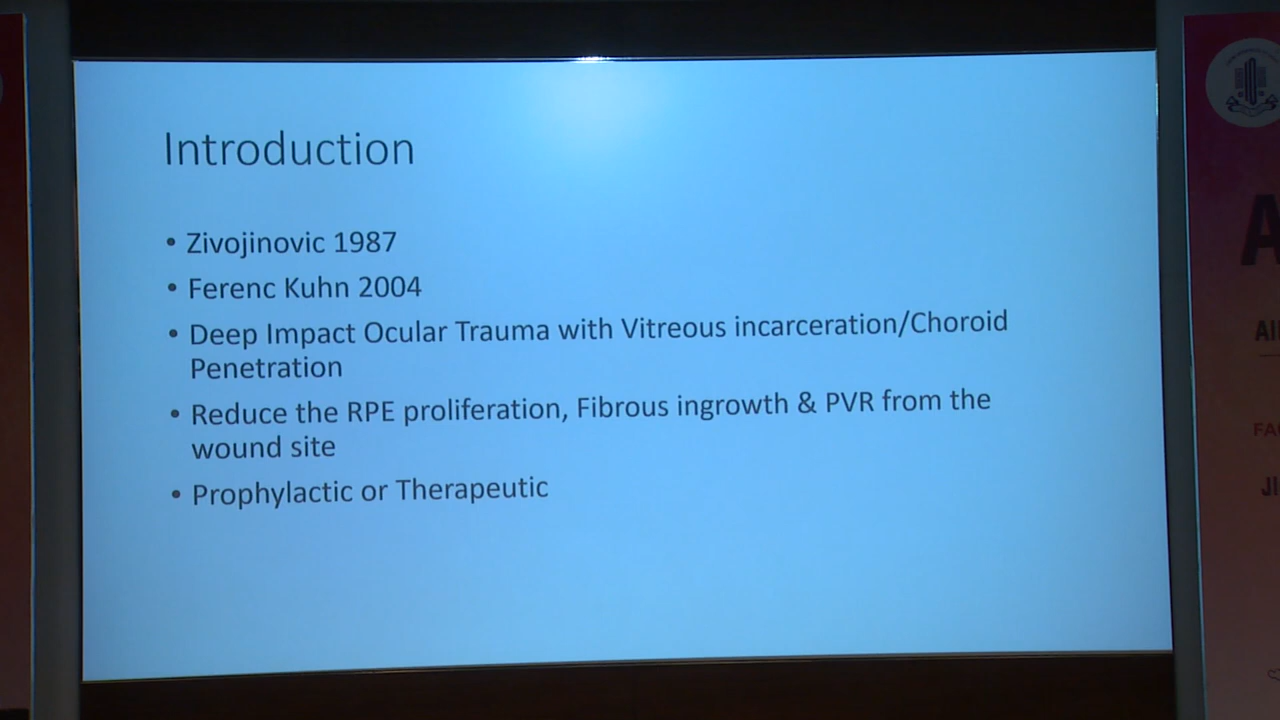 Introduction
• Zivojinovic 1987
• Ferenc Kuhn 2004
• Deep Impact Ocular Trauma with Vitreous incarceration/Choroid
Penetration
• Reduce the RPE proliferation, Fibrous ingrowth & PVR from the
wound site
• Prophylactic or Therapeutic